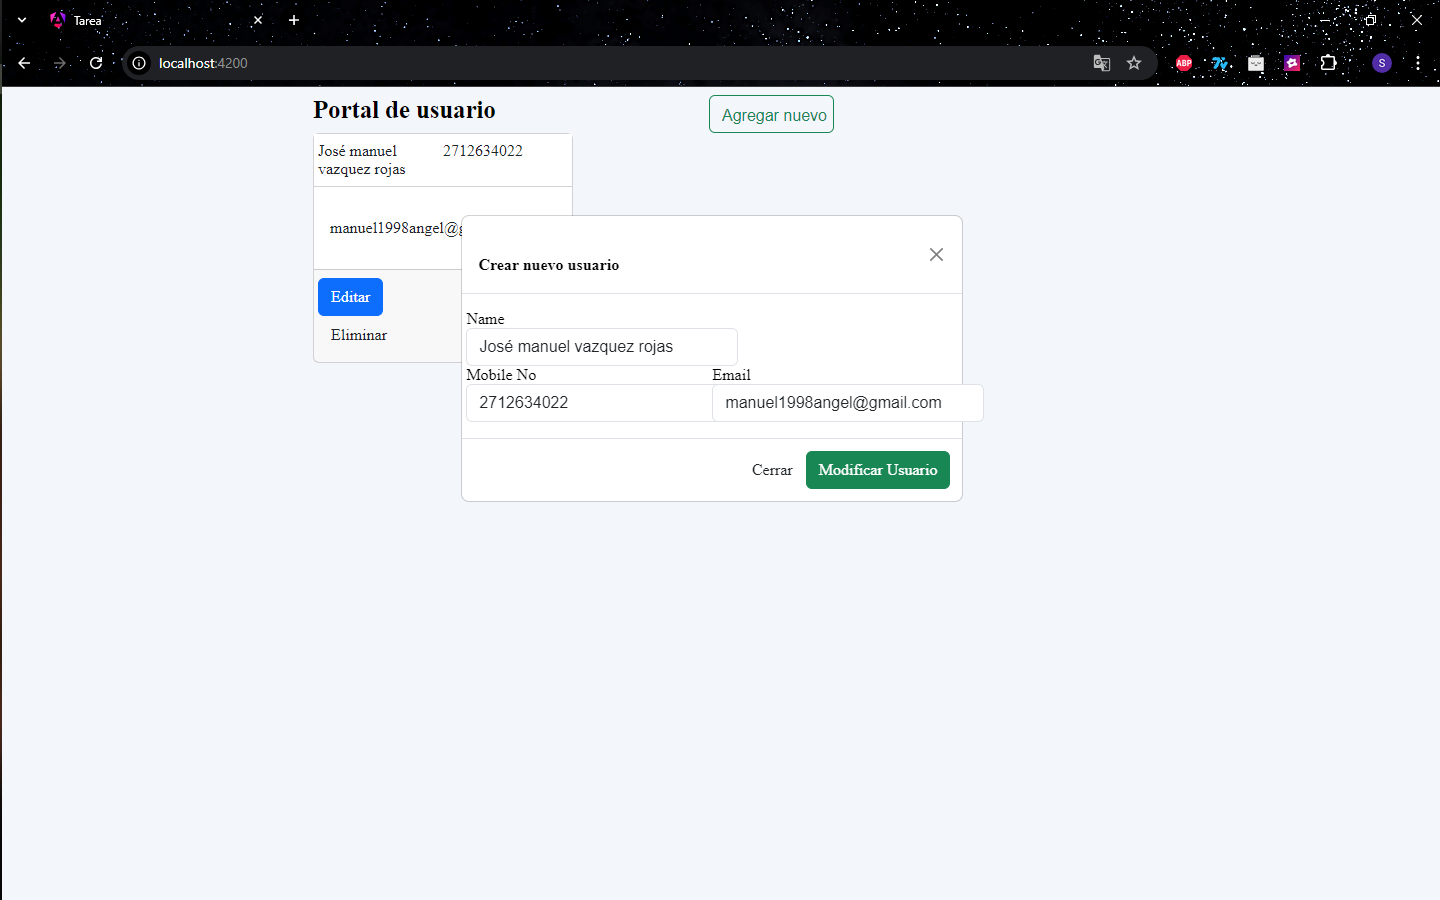 Tarea
localhost:4200
ABP
S
Portal de usuario
Agregar nuevo
José manuel vazquez rojas
2712634022
manuel1998angel@
Editar
Eliminar
Crear nuevo usuario
Name
José manuel vazquez rojas
Mobile No
Email
2712634022
manuel1998angel@gmail.com
Cerrar
Modificar Usuario